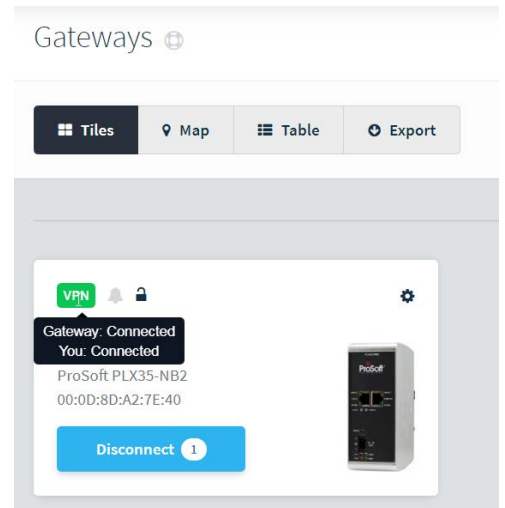 Gateways
Tiles
Map
Table
Export
VPN
Gateway: Connected
You: Connected
ProSoft PLX35-NB2
00:0D:8D:A2:7E:40
Disconnect 1
ProSoft